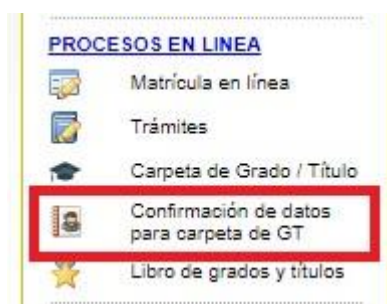 PROCESOS EN LINEA
Matrícula en línea
Trámites
Carpeta de Grado / Título
Confirmación de datos
para carpeta de GT
Libro de grados y títulos